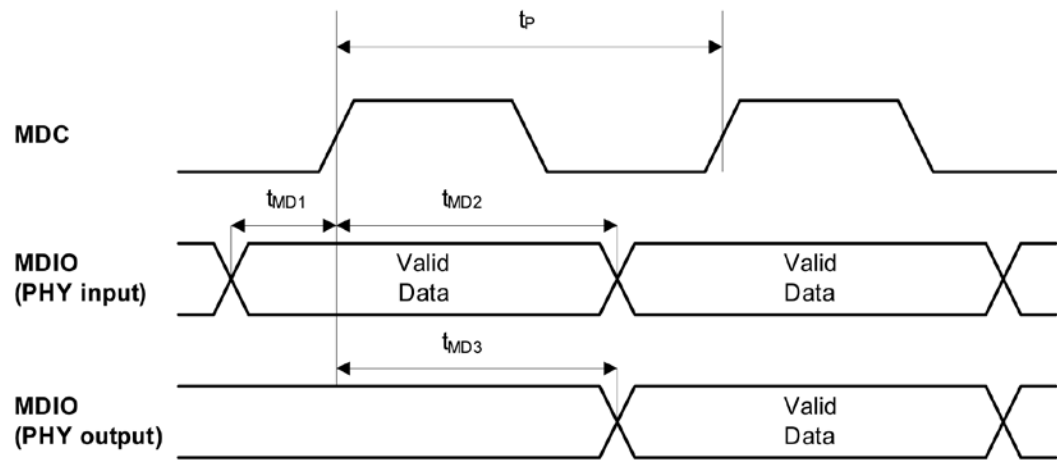 tP
MDC
tMD1
tMD2
MDIO
(PHY input)
Valid
Data
Valid
Data
tMD3
MDIO
(PHY output)
Valid
Data